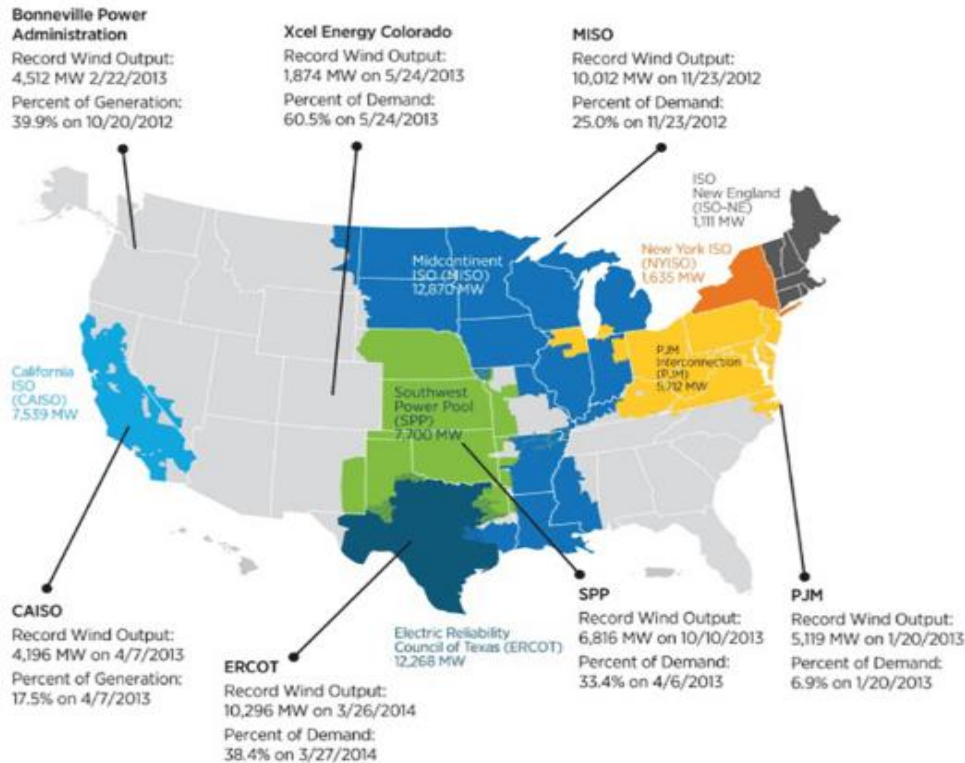 Bonneville Power
Administration
Record Wind Output:
4,512 MW 2/22/2013
Percent of Generation:
39.9% on 10/20/2012
Xcel Energy Colorado
Record Wind Output:
1,874 MW on 5/24/2013
Percent of Demand:
60.5% on 5/24/2013
MISO
Record Wind Output:
10,012 MW on 11/23/2012
Percent of Demand:
25.0% on 11/23/2012
ISO
New England
(ISO-NE)
1,111 MW
New York ISO
(NYISO)
1,635 MW
Midcontinent
ISO (MISO)
12,870 MW
PJM
Interconnection
(PJM)
5,712 MW
California
ISO
(CAISO)
7,539 MW
Southwest
Power Pool
(SPP)
7,700 MW
Electric Reliability
Council of Texas (ERCOT)
12,268 MW
CAISO
Record Wind Output:
4,196 MW on 4/7/2013
Percent of Generation:
17.5% on 4/7/2013
ERCOT
Record Wind Output:
10,296 MW on 3/26/2014
Percent of Demand:
38.4% on 3/27/2014
SPP
Record Wind Output:
6,816 MW on 10/10/2013
Percent of Demand:
33.4% on 4/6/2013
PJM
Record Wind Output:
5,119 MW on 1/20/2013
Percent of Demand:
6.9% on 1/20/2013